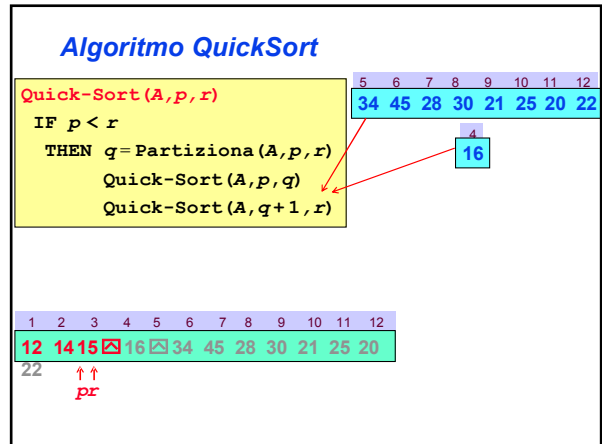 Algoritmo QuickSort
Quick-Sort(A,p,r)
IF p < r
THEN q = Partiziona(A,p,r)
Quick-Sort(A,p,q)
Quick-Sort(A,q+1,r)
5 6 7 8 9 10 11 12
34 45 28 30 21 25 20 22
4
16
1 2 3 4 5 6 7 8 9 10 11 12
12 14 15 16 34 45 28 30 21 25 20
22
pr